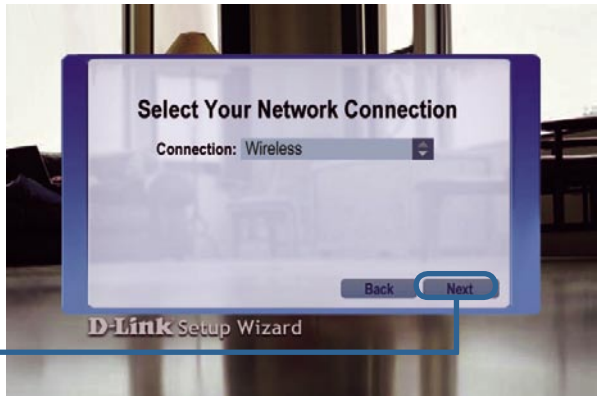 Select Your Network Connection
Connection: Wireless
Back Next
D-Link Setup Wizard